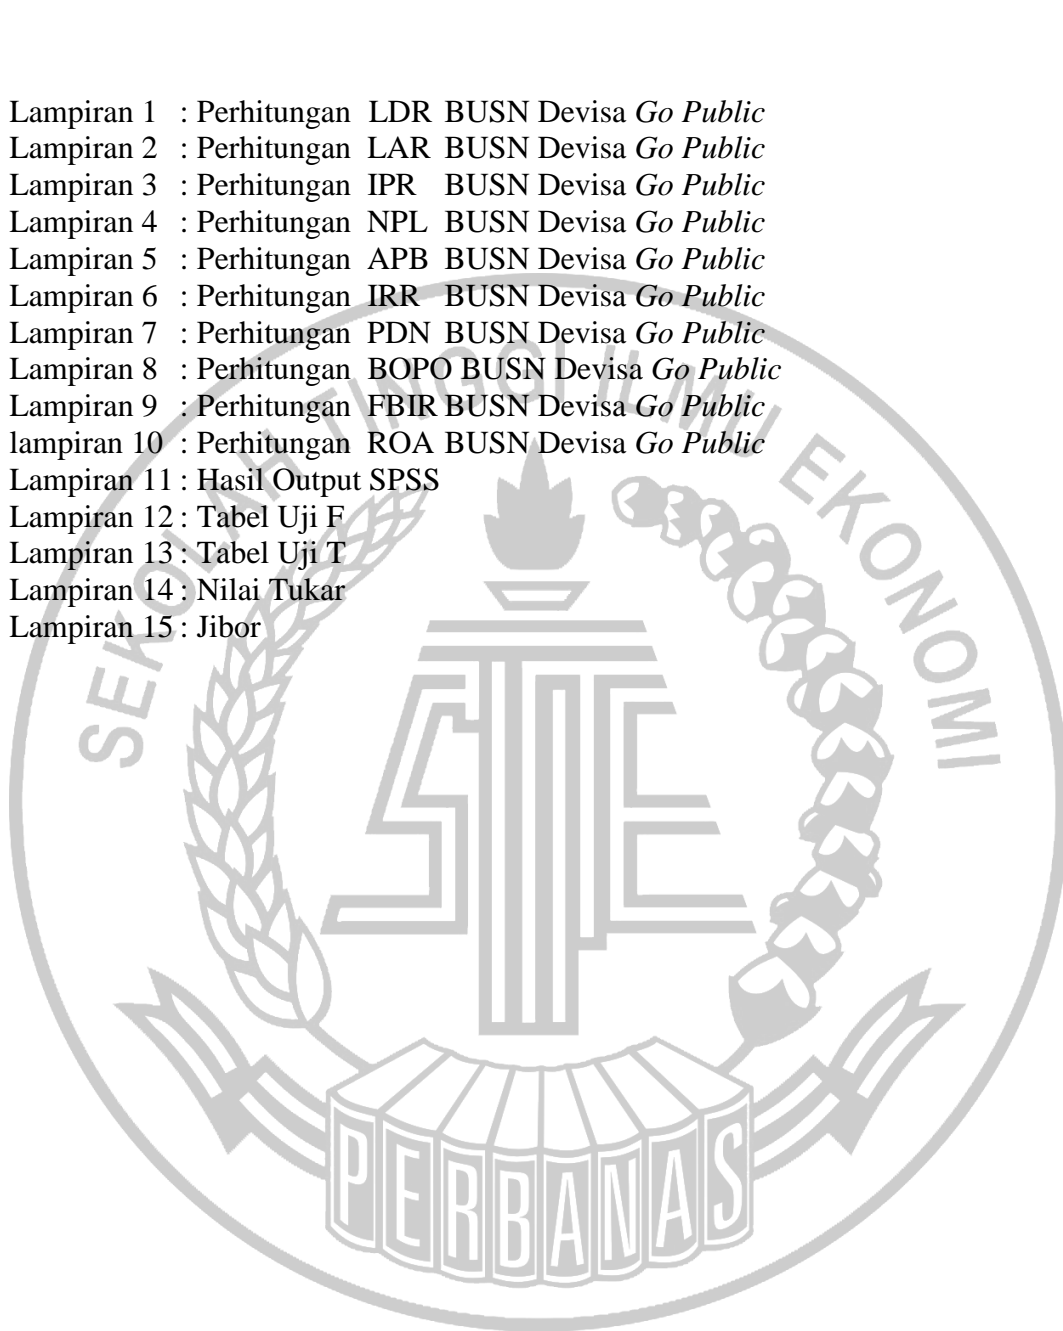 Lampiran 1 : Perhitungan LDR BUSN Devisa Go Public
Lampiran 2 : Perhitungan LAR BUSN Devisa Go Public
Lampiran 3 : Perhitungan IPR BUSN Devisa Go Public
Lampiran 4 : Perhitungan NPL BUSN Devisa Go Public
Lampiran 5 : Perhitungan APB BUSN Devisa Go Public
Lampiran 6 : Perhitungan IRR BUSN Devisa Go Public
Lampiran 7 : Perhitungan PDN BUSN Devisa Go Public
Lampiran 8 : Perhitungan BOPO BUSN Devisa Go Public
Lampiran 9 : Perhitungan FBIR BUSN Devisa Go Public
lampiran 10 : Perhitungan ROA BUSN Devisa Go Public
Lampiran 11 : Hasil Output SPSS
Lampiran 12 : Tabel Uji F
Lampiran 13 : Tabel Uji T
Lampiran 14 : Nilai Tukar
Lampiran 15 : Jibor
SEKOLAH TINGGI ILMU EKONOMI
STIE
PERBANAS